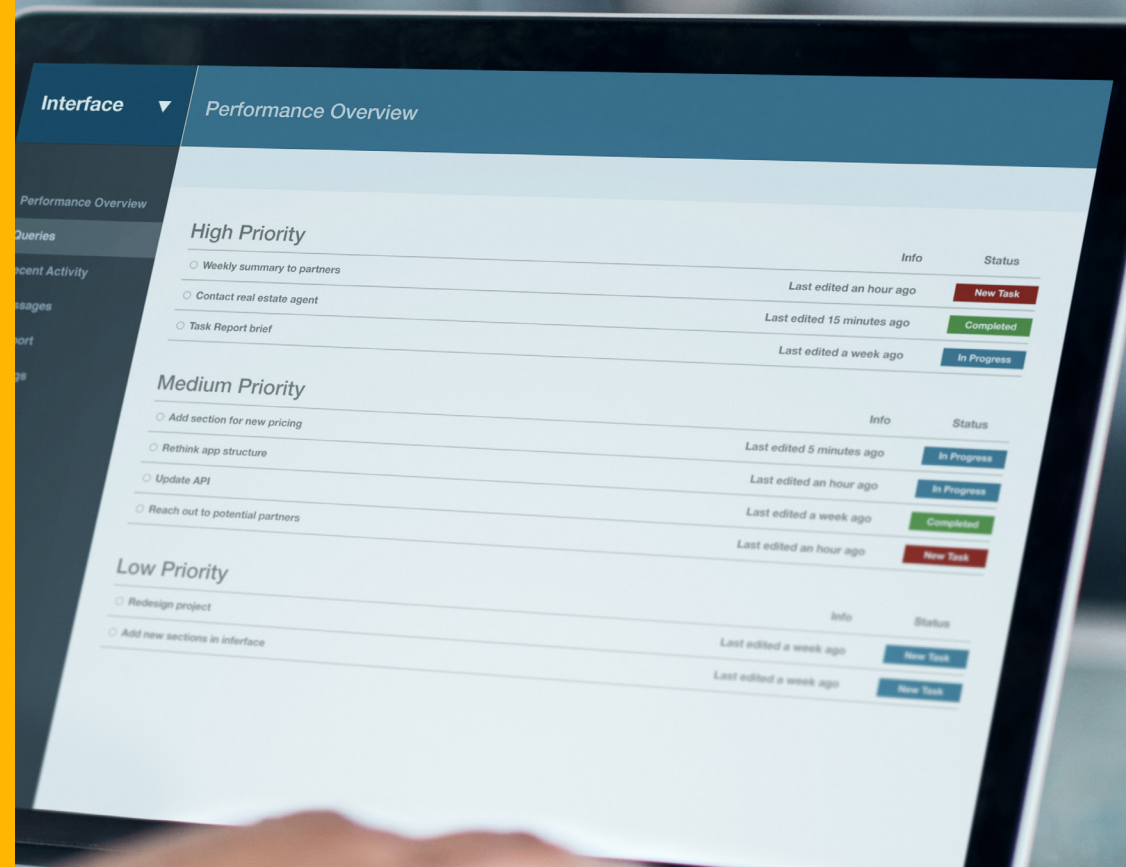 Interface ▼
Performance Overview
Performance Overview
Queries
ecent Activity
ssages
ort
gs
High Priority
Info Status
Weekly summary to partners Last edited an hour ago New Task
Contact real estate agent Last edited 15 minutes ago Completed
Task Report brief Last edited a week ago In Progress
Medium Priority
Info Status
Add section for new pricing Last edited 5 minutes ago In Progress
Rethink app structure Last edited an hour ago In Progress
Update API Last edited a week ago Completed
Reach out to potential partners Last edited an hour ago New Task
Low Priority
Info Status
Redesign project Last edited a week ago New Task
Add new sections in inferface Last edited a week ago New Task